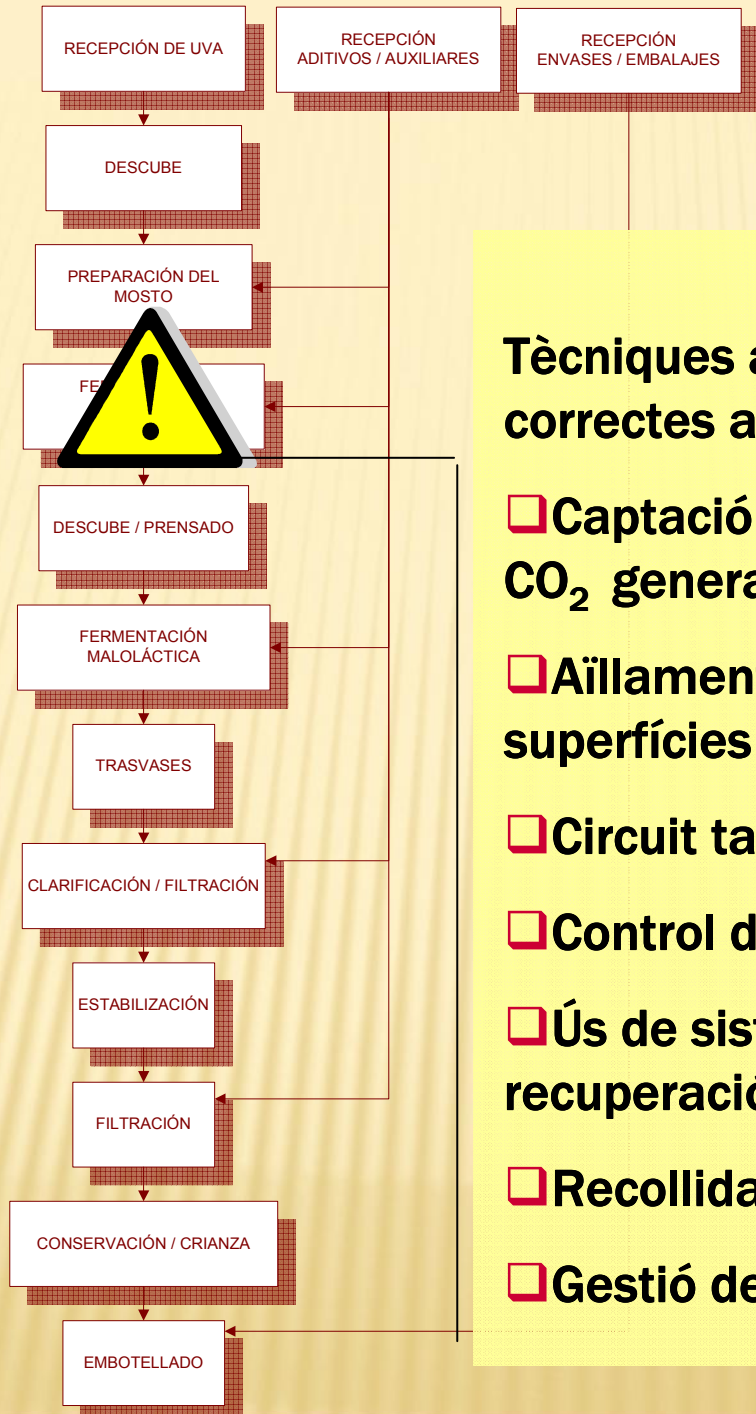 RECEPCIÓN DE UVA
RECEPCIÓN
ADITIVOS / AUXILIARES
RECEPCIÓN
ENVASES / EMBALAJES
DESCUBE
PREPARACIÓN DEL
MOSTO
DESCUBE / PRENSADO
FERMENTACIÓN
MALOLÁCTICA
TRASVASES
CLARIFICACIÓN / FILTRACIÓN
ESTABILIZACIÓN
FILTRACIÓN
CONSERVACIÓN / CRIANZA
EMBOTELLADO
Tècniques
correctes
❑Captació
CO₂ genera
❑Aïllamen
superfícies
❑Circuit ta
❑Control d
❑Ús de sis
recuperaci
❑Recollida
❑Gestió de